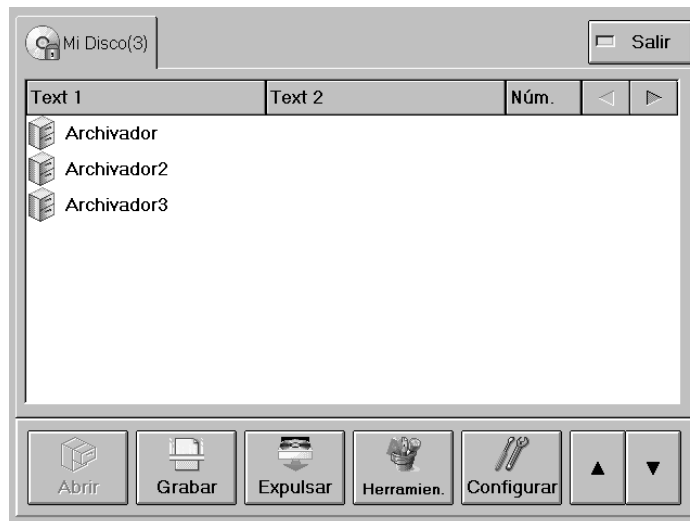 Mi Disco(3)
Salir
Text 1 Text 2 Núm.
Archivador
Archivador2
Archivador3
Abrir Grabar Expulsar Herramien. Configurar